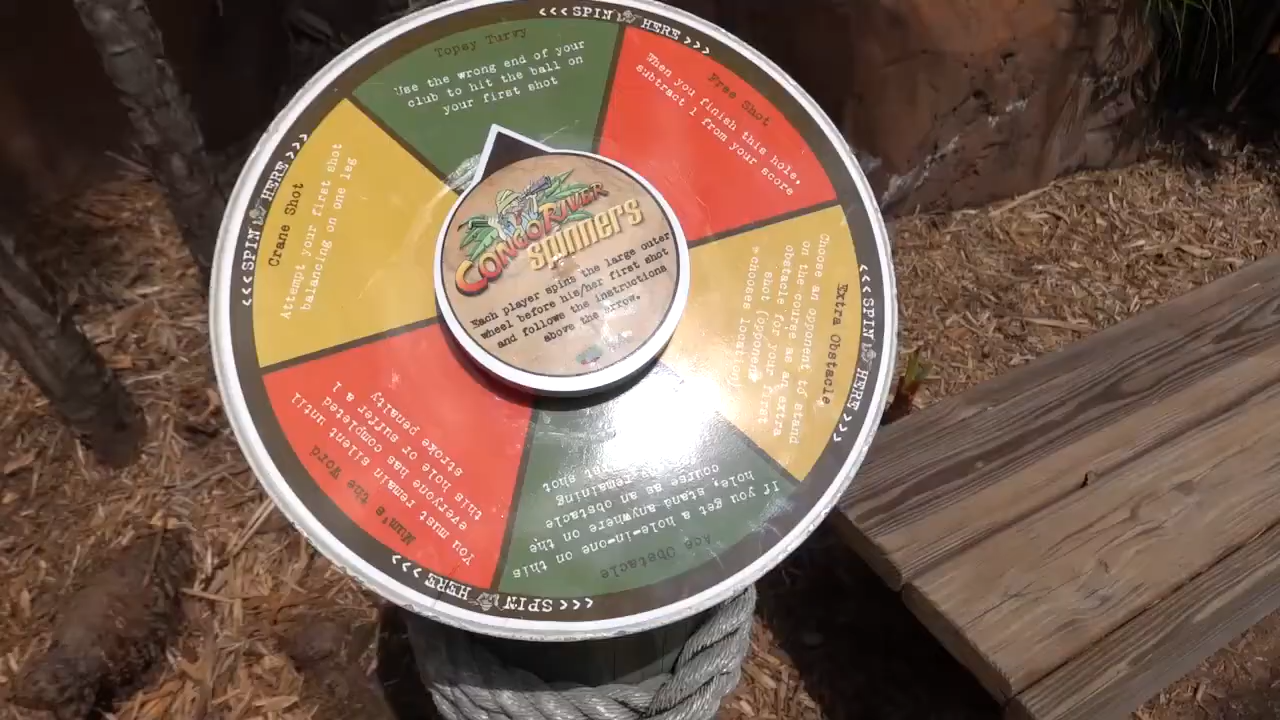 <<< SPIN HERE >>>
Topsy Turvy
Use the wrong end of your
club to hit the ball on
your first shot
Free Shot
When you finish this hole,
subtract 1 from your score
<<< SPIN HERE >>>
Extra Obstacle
Choose an opponent to stand
on the course as an extra
obstacle for your first
shot (opponent
chooses location)
Ace Obstacle
If you get a hole-in-one on this
hole, stand anywhere on the
course as an obstacle
remaining
shot
<<< SPIN HERE >>>
Mum's the Word
You must remain silent until
everyone has completed
this hole or suffer a 1
stroke penalty
<<< SPIN HERE >>>
Crane Shot
Attempt your first shot
balancing on one leg
CONGO RIVER
spinners
Each player spins the large outer
wheel before his/her first shot
and follows the instructions
above the arrow.